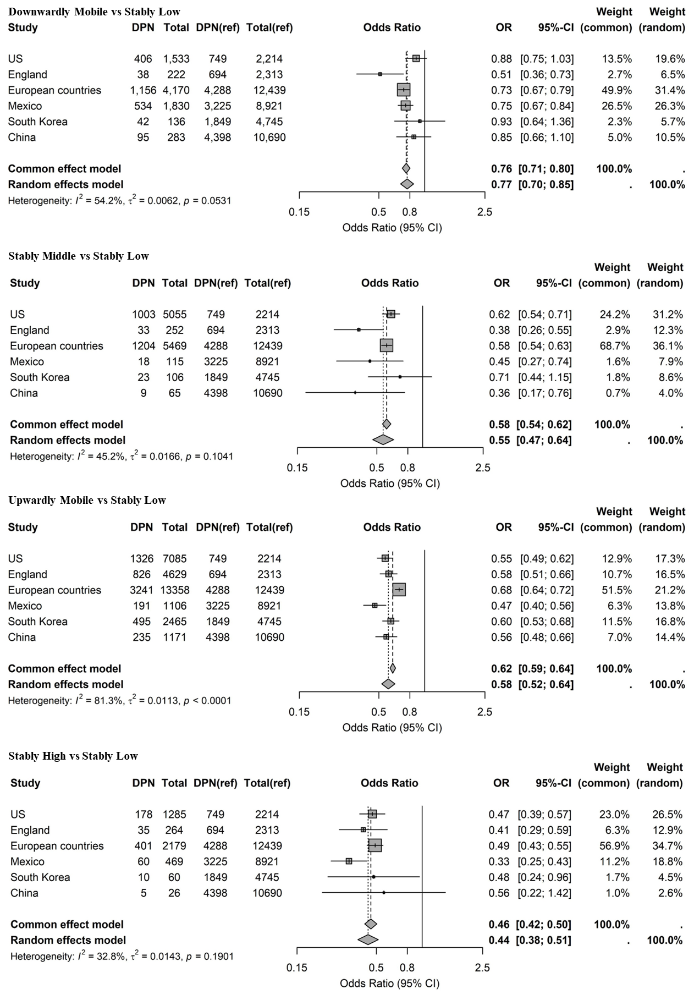 Downwardly Mobile vs Stably Low
Weight Weight
Study DPN Total DPN(ref) Total(ref) Odds Ratio OR 95%-CI (common) (random)
US 406 1,533 749 2,214 0.88 [0.75; 1.03] 13.5% 19.6%
England 38 222 694 2,313 0.51 [0.36; 0.73] 2.7% 6.5%
European countries 1,156 4,170 4,288 12,439 0.73 [0.67; 0.79] 49.9% 31.4%
Mexico 534 1,830 3,225 8,921 0.75 [0.67; 0.84] 26.5% 26.3%
South Korea 42 136 1,849 4,745 0.93 [0.64; 1.36] 2.3% 5.7%
China 95 283 4,398 10,690 0.85 [0.66; 1.10] 5.0% 10.5%
Common effect model 0.76 [0.71; 0.80] 100.0% .
Random effects model 0.77 [0.70; 0.85] . 100.0%
Heterogeneity: I² = 54.2%, τ² = 0.0062, p = 0.0531
0.15 0.5 0.8 2.5
Odds Ratio (95% CI)
Stably Middle vs Stably Low
Weight Weight
Study DPN Total DPN(ref) Total(ref) Odds Ratio OR 95%-CI (common) (random)
US 1003 5055 749 2214 0.62 [0.54; 0.71] 24.2% 31.2%
England 33 252 694 2313 0.38 [0.26; 0.55] 2.9% 12.3%
European countries 1204 5469 4288 12439 0.58 [0.54; 0.63] 68.7% 36.1%
Mexico 18 115 3225 8921 0.45 [0.27; 0.74] 1.6% 7.9%
South Korea 23 106 1849 4745 0.71 [0.44; 1.15] 1.8% 8.6%
China 9 65 4398 10690 0.36 [0.17; 0.76] 0.7% 4.0%
Common effect model 0.58 [0.54; 0.62] 100.0% .
Random effects model 0.55 [0.47; 0.64] . 100.0%
Heterogeneity: I² = 45.2%, τ² = 0.0166, p = 0.1041
0.15 0.5 0.8 2.5
Odds Ratio (95% CI)
Upwardly Mobile vs Stably Low
Weight Weight
Study DPN Total DPN(ref) Total(ref) Odds Ratio OR 95%-CI (common) (random)
US 1326 7085 749 2214 0.55 [0.49; 0.62] 12.9% 17.3%
England 826 4629 694 2313 0.58 [0.51; 0.66] 10.7% 16.5%
European countries 3241 13358 4288 12439 0.68 [0.64; 0.72] 51.5% 21.2%
Mexico 191 1106 3225 8921 0.47 [0.40; 0.56] 6.3% 13.8%
South Korea 495 2465 1849 4745 0.60 [0.53; 0.68] 11.5% 16.8%
China 235 1171 4398 10690 0.56 [0.48; 0.66] 7.0% 14.4%
Common effect model 0.62 [0.59; 0.64] 100.0% .
Random effects model 0.58 [0.52; 0.64] . 100.0%
Heterogeneity: I² = 81.3%, τ² = 0.0113, p < 0.0001
0.15 0.5 0.8 2.5
Odds Ratio (95% CI)
Stably High vs Stably Low
Weight Weight
Study DPN Total DPN(ref) Total(ref) Odds Ratio OR 95%-CI (common) (random)
US 178 1285 749 2214 0.47 [0.39; 0.57] 23.0% 26.5%
England 35 264 694 2313 0.41 [0.29; 0.59] 6.3% 12.9%
European countries 401 2179 4288 12439 0.49 [0.43; 0.55] 56.9% 34.7%
Mexico 60 469 3225 8921 0.33 [0.25; 0.43] 11.2% 18.8%
South Korea 10 60 1849 4745 0.48 [0.24; 0.96] 1.7% 4.5%
China 5 26 4398 10690 0.56 [0.22; 1.42] 1.0% 2.6%
Common effect model 0.46 [0.42; 0.50] 100.0% .
Random effects model 0.44 [0.38; 0.51] . 100.0%
Heterogeneity: I² = 32.8%, τ² = 0.0143, p = 0.1901
0.15 0.5 0.8 2.5
Odds Ratio (95% CI)